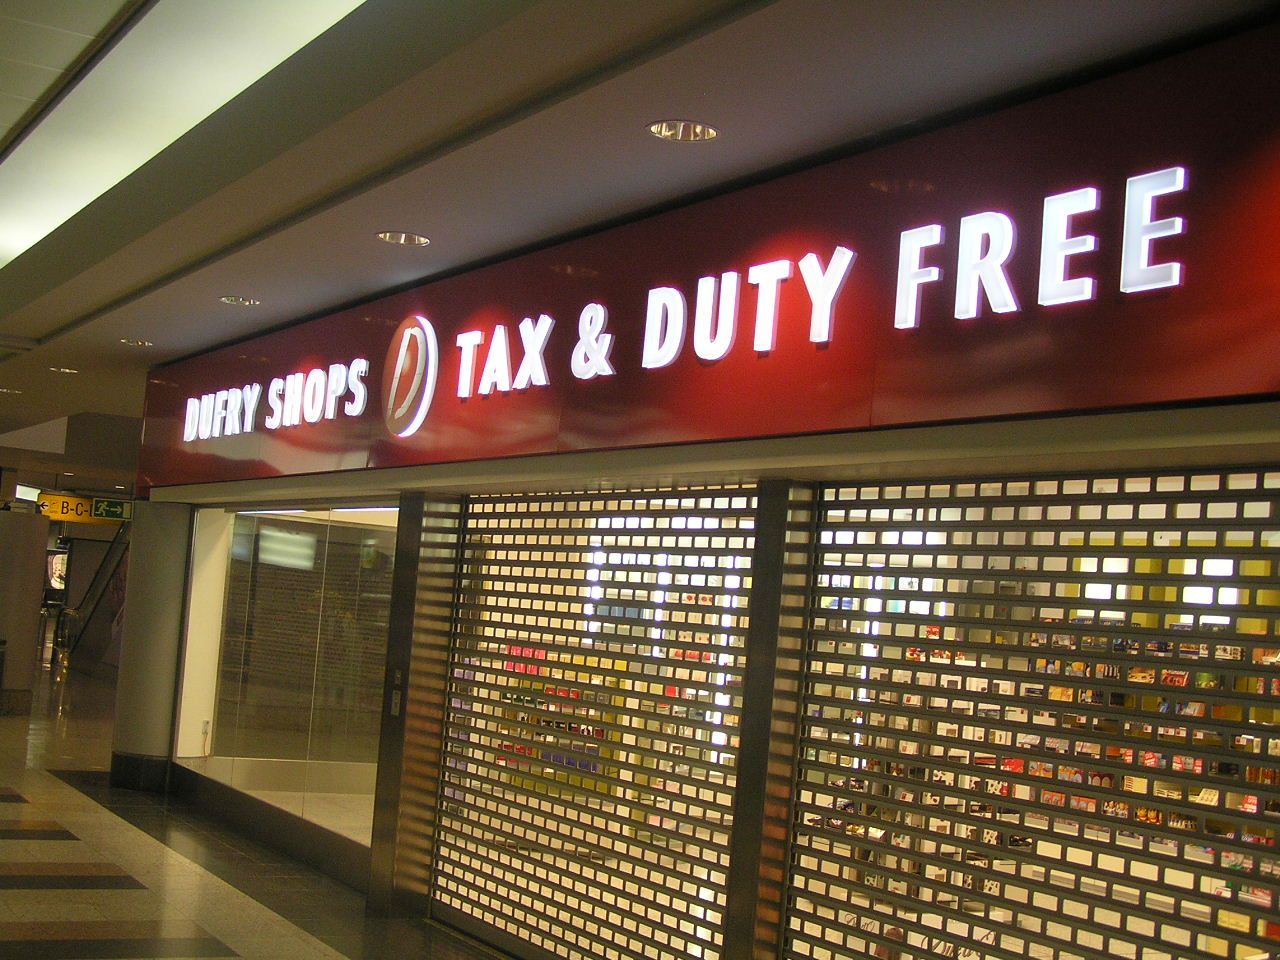 DUFRY SHOPS D TAX & DUTY FREE
B-C-